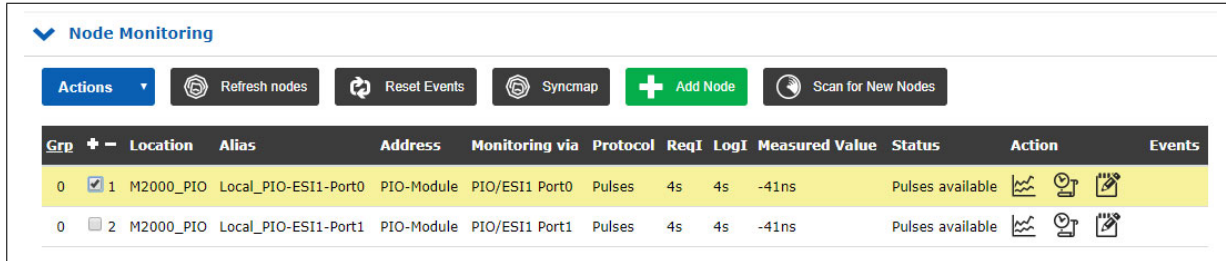 Node Monitoring
Actions Refresh nodes Reset Events Syncmap Add Node Scan for New Nodes
Grp + − Location Alias Address Monitoring via Protocol ReqI LogI Measured Value Status Action Events
0 1 M2000_PIO Local_PIO-ESI1-Port0 PIO-Module PIO/ESI1 Port0 Pulses 4s 4s -41ns Pulses available
0 2 M2000_PIO Local_PIO-ESI1-Port1 PIO-Module PIO/ESI1 Port1 Pulses 4s 4s -41ns Pulses available